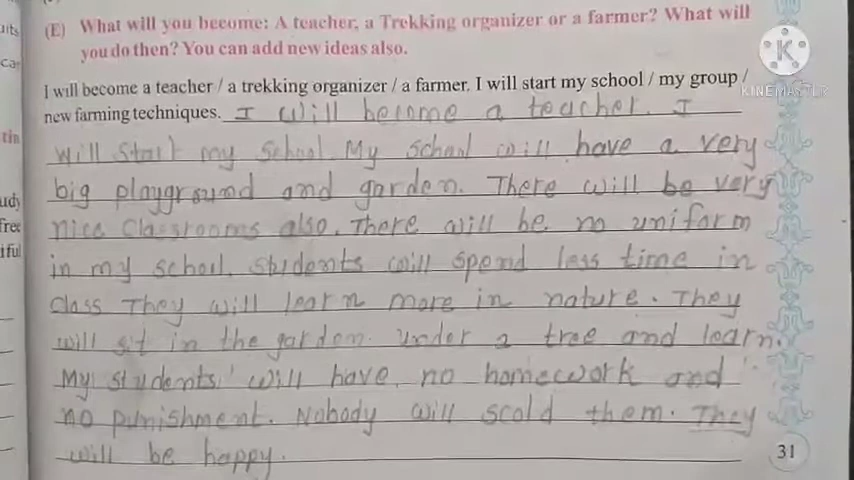 (E) What will you become: A teacher, a Trekking organizer or a farmer? What will
you do then? You can add new ideas also.
I will become a teacher / a trekking organizer / a farmer. I will start my school / my group /
new farming techniques. I will become a teacher. I
will start my school. My school will have a very
big playground and garden. There will be very
nice classrooms also. There will be no uniform
in my school. students will spend less time in
class They will learn more in nature. They
will sit in the garden. under a tree and learn.
My students' will have no homework and
no punishment. Nobody will scold them. They
will be happy.
31
K
KINEMASTER